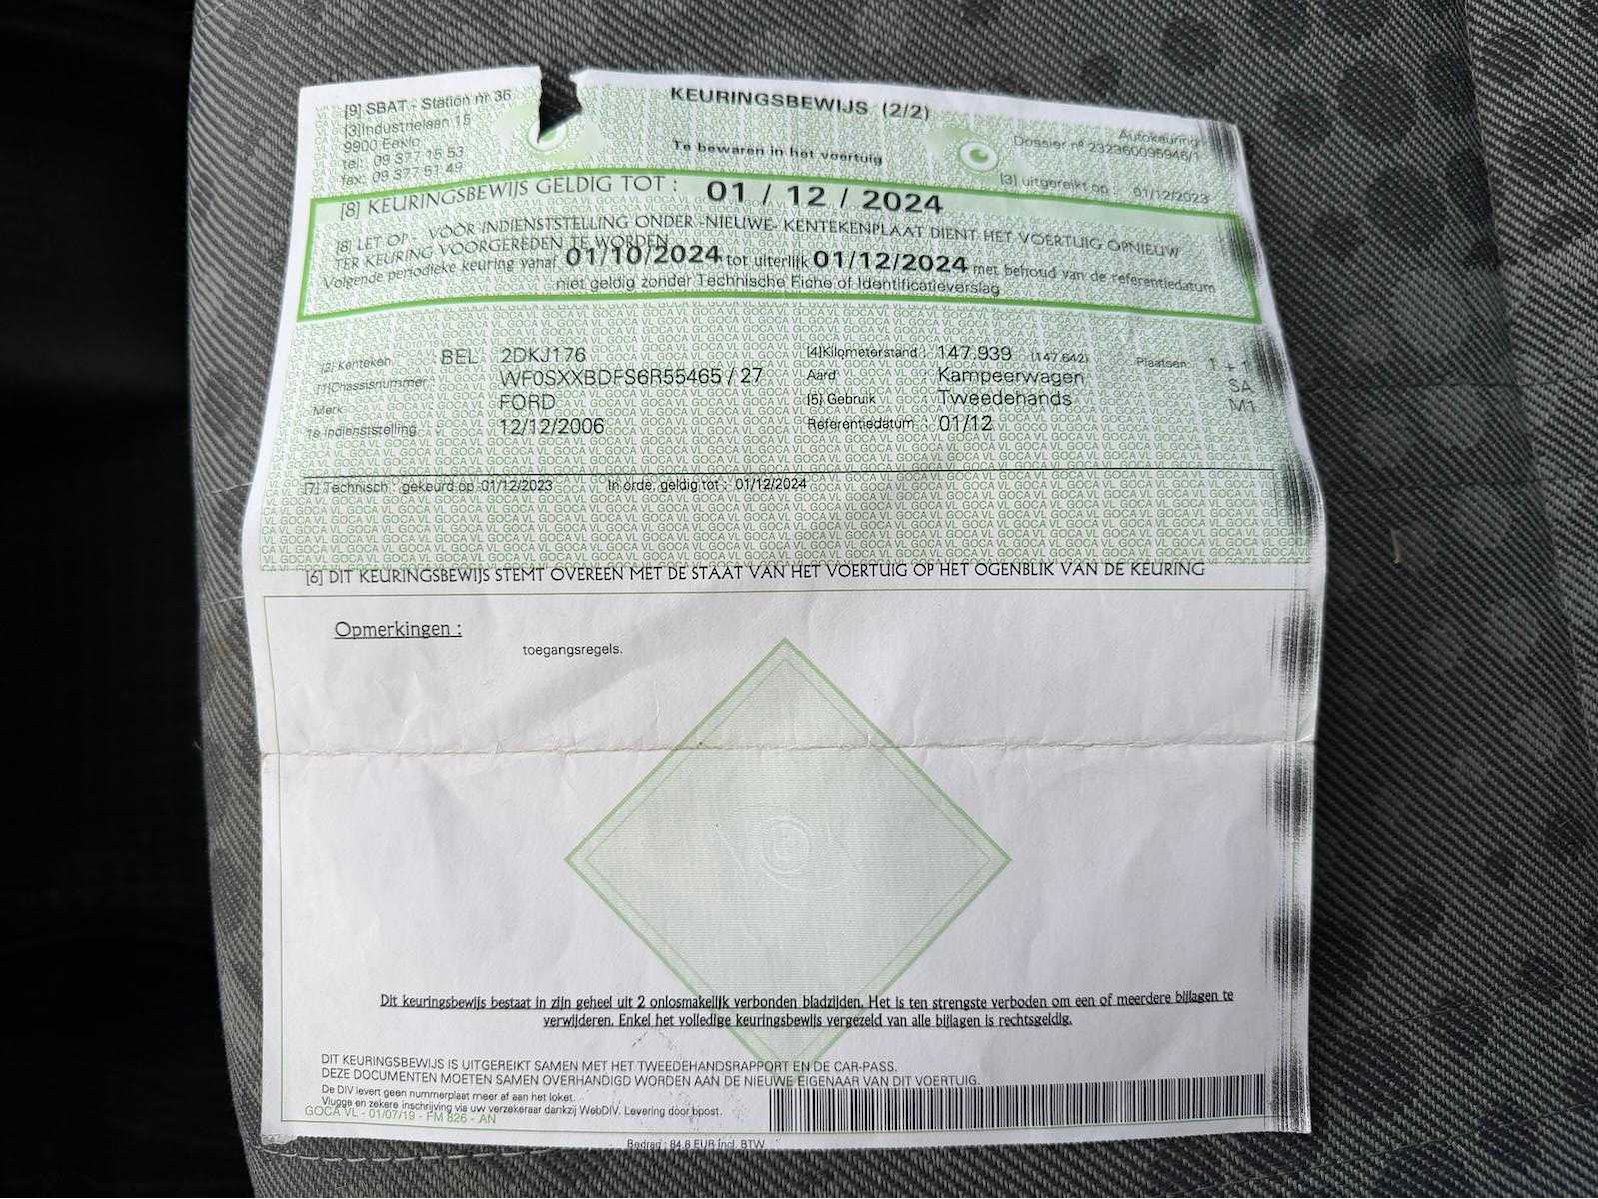 [9] SBAT - Station nr 36
[3]Industrielaan 15
9900 Eeklo
tel: 09 377 15 53
fax: 09 377 51 49
KEURINGSBEWIJS (2/2)
Te bewaren in het voertuig
Autokeuring
Dossier nº 232360095946/1
[3] uitgereikt op : 01/12/2023
[8] KEURINGSBEWIJS GELDIG TOT : 01 / 12 / 2024
[8] LET OP VOOR INDIENSTSTELLING ONDER -NIEUWE- KENTEKENPLAAT DIENT HET VOERTUIG OPNIEUW
TER KEURING VOORGEREDEN TE WORDEN
Volgende periodieke keuring vanaf 01/10/2024 tot uiterlijk 01/12/2024 met behoud van de referentiedatum
niet geldig zonder Technische Fiche of Identificatieverslag
[2] Kenteken BEL 2DKJ176
[1]Chassisnummer WF0SXXBDFS6R55465 / 27
Merk FORD
1e Indienststelling : 12/12/2006
[4]Kilometerstand : 147.939 (147.642)
Aard : Kampeerwagen
[5] Gebruik : Tweedehands
Referentiedatum : 01/12
Plaatsen: 1 + 1
SA
M1
[7] Technisch : gekeurd op 01/12/2023 In orde, geldig tot : 01/12/2024
[6] DIT KEURINGSBEWIJS STEMT OVEREEN MET DE STAAT VAN HET VOERTUIG OP HET OGENBLIK VAN DE KEURING
Opmerkingen :
toegangsregels.
Dit keuringsbewijs bestaat in zijn geheel uit 2 onlosmakelijk verbonden bladzijden. Het is ten strengste verboden om een of meerdere bijlagen te
verwijderen. Enkel het volledige keuringsbewijs vergezeld van alle bijlagen is rechtsgeldig.
DIT KEURINGSBEWIJS IS UITGEREIKT SAMEN MET HET TWEEDEHANDSRAPPORT EN DE CAR-PASS.
DEZE DOCUMENTEN MOETEN SAMEN OVERHANDIGD WORDEN AAN DE NIEUWE EIGENAAR VAN DIT VOERTUIG.
De DIV levert geen nummerplaat meer af aan het loket.
Vlugge en zekere inschrijving via uw verzekeraar dankzij WebDIV. Levering door bpost.
GOCA VL - 01/07/19 - FM 826 - AN
Bedrag : 84.8 EUR incl. BTW